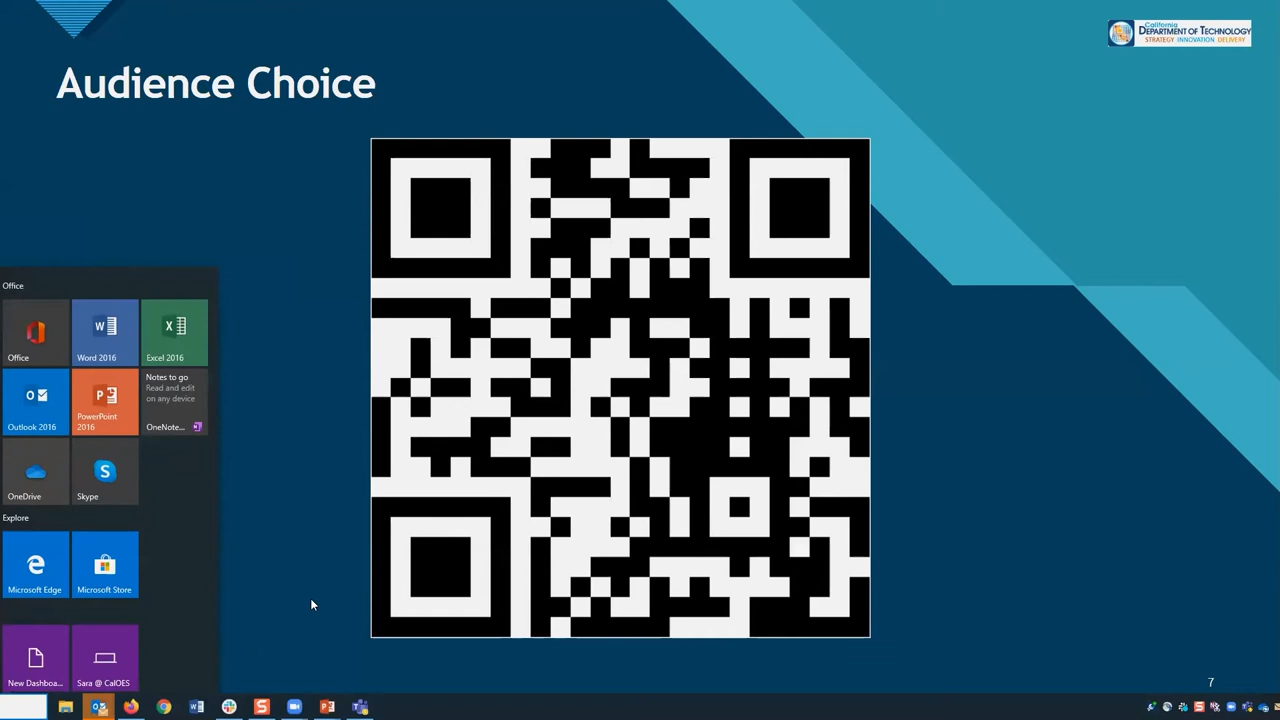 California
DEPARTMENT OF TECHNOLOGY
STRATEGY INNOVATION DELIVERY
Audience Choice
Office
Office
Word 2016
Excel 2016
Outlook 2016
PowerPoint
2016
Notes to go
Read and edit
on any device
OneNote...
OneDrive
Skype
Explore
Microsoft Edge
Microsoft Store
New Dashboa...
Sara @ CalOES
7